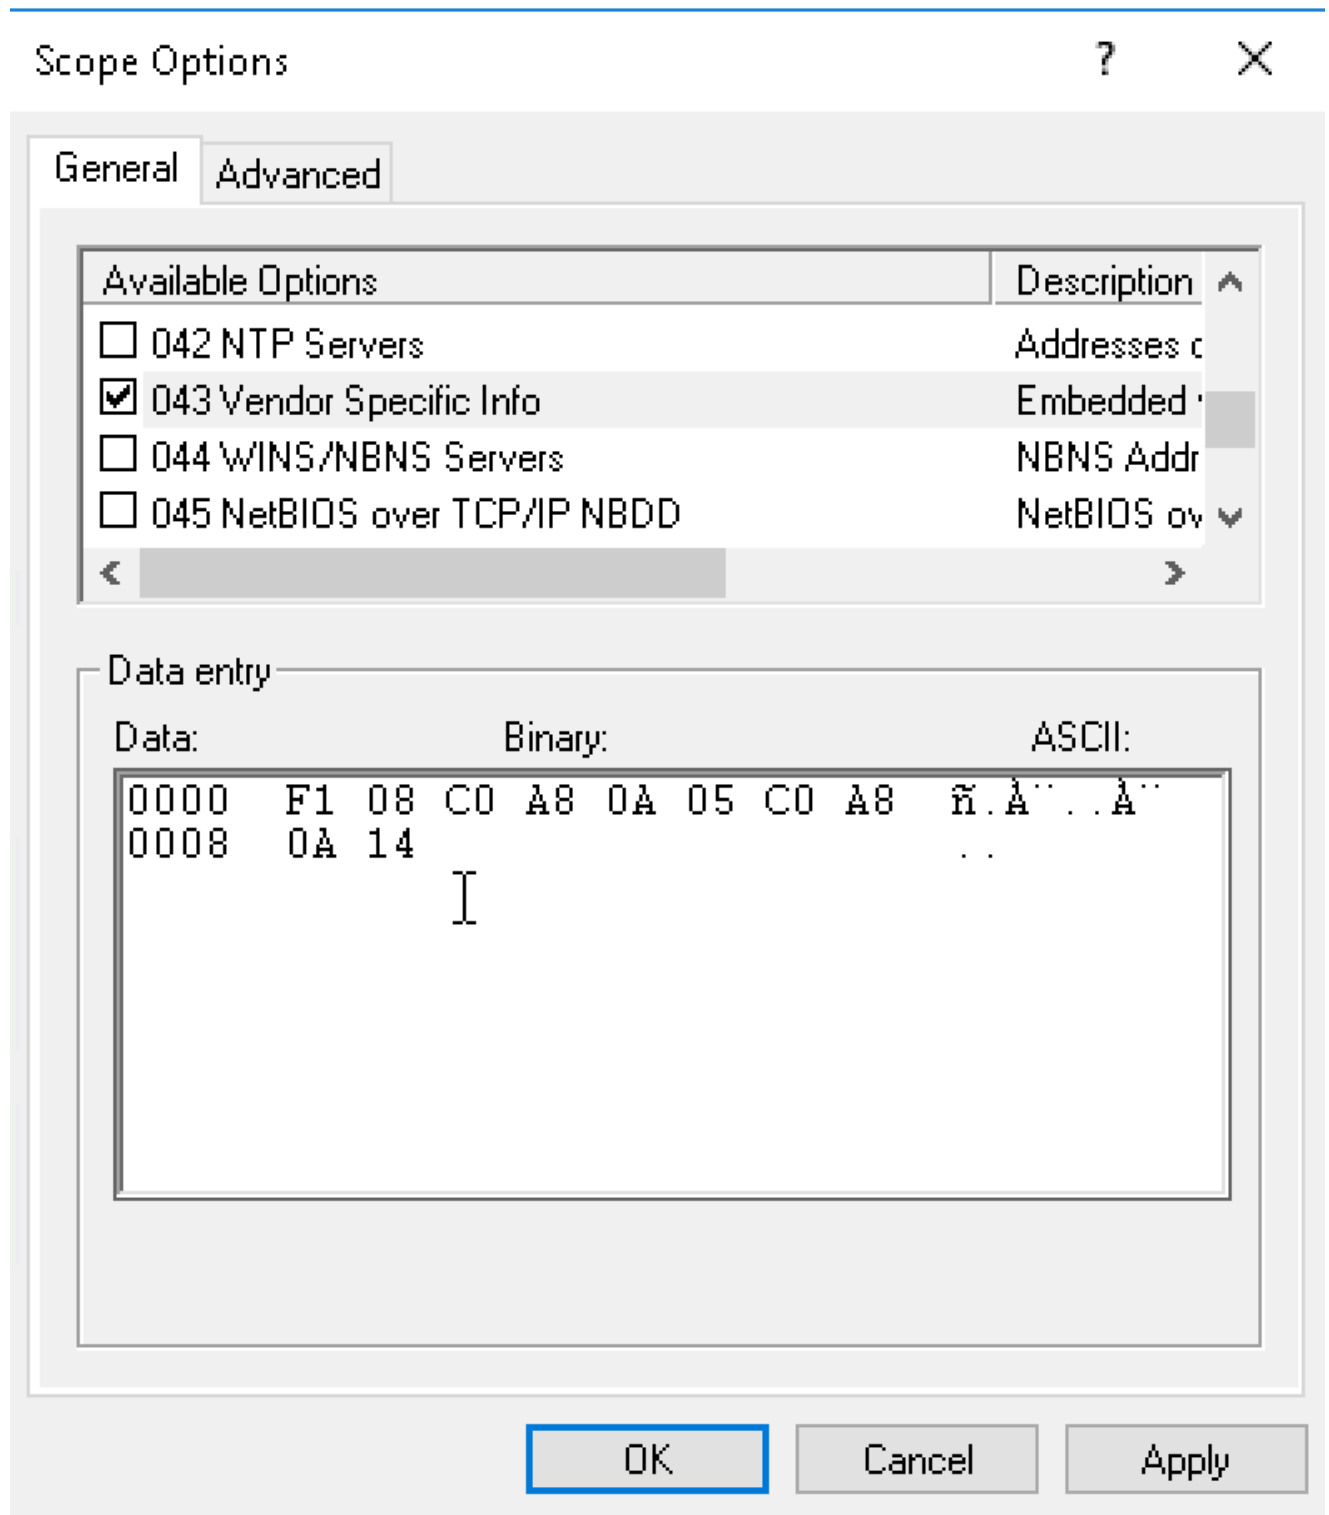 Scope Options ? ×
General Advanced
Available Options Description
042 NTP Servers Addresses c
043 Vendor Specific Info Embedded
044 WINS/NBNS Servers NBNS Addr
045 NetBIOS over TCP/IP NBDD NetBIOS ov
Data entry
Data: Binary: ASCII:
0000 F1 08 C0 A8 0A 05 C0 A8 ñ.À¨..À¨
0008 0A 14 ..
OK Cancel Apply